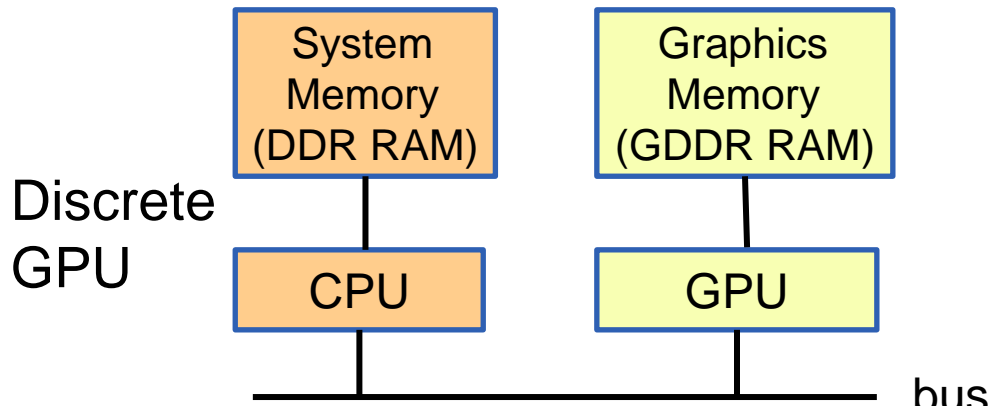 System
Memory
(DDR RAM)
Graphics
Memory
(GDDR RAM)
Discrete
GPU
CPU
GPU
bus